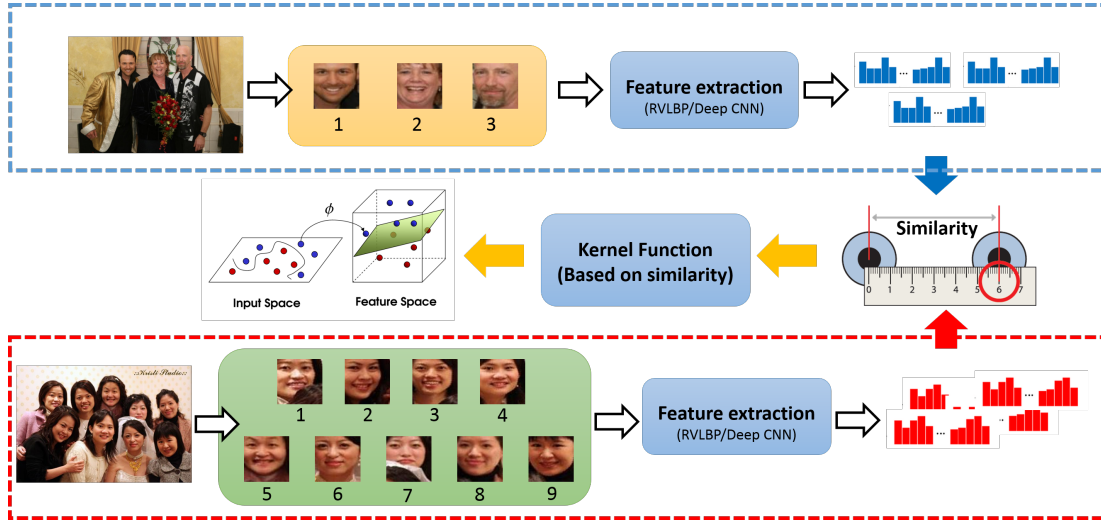 1 2 3
Feature extraction
(RVLBP/Deep CNN)
... ...
...
ϕ
Input Space
Feature Space
Kernel Function
(Based on similarity)
Similarity
0 1 2 3 4 5 6 7
::Kristi Studio::
1 2 3 4
5 6 7 8 9
Feature extraction
(RVLBP/Deep CNN)
...
... ...